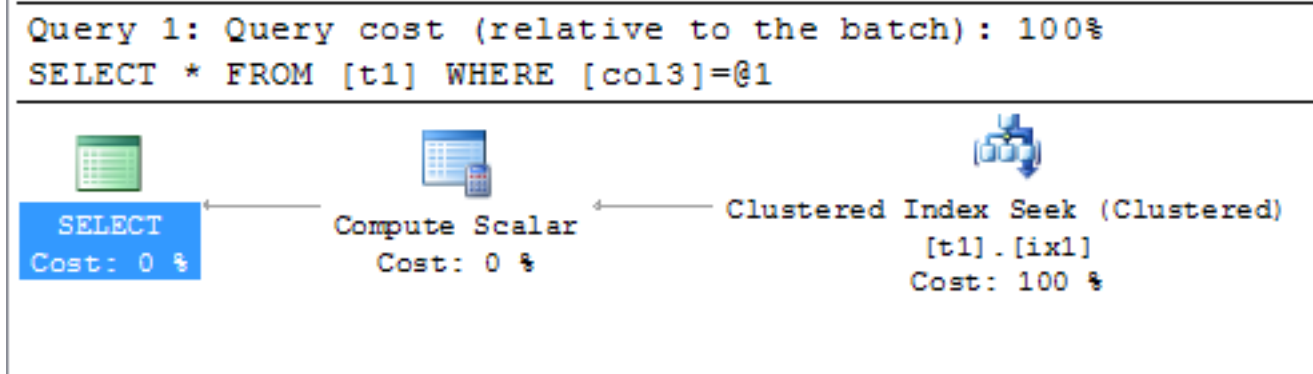 Query 1: Query cost (relative to the batch): 100%
SELECT * FROM [t1] WHERE [col3]=@1
SELECT
Cost: 0 %
Compute Scalar
Cost: 0 %
Clustered Index Seek (Clustered)
[t1].[ix1]
Cost: 100 %